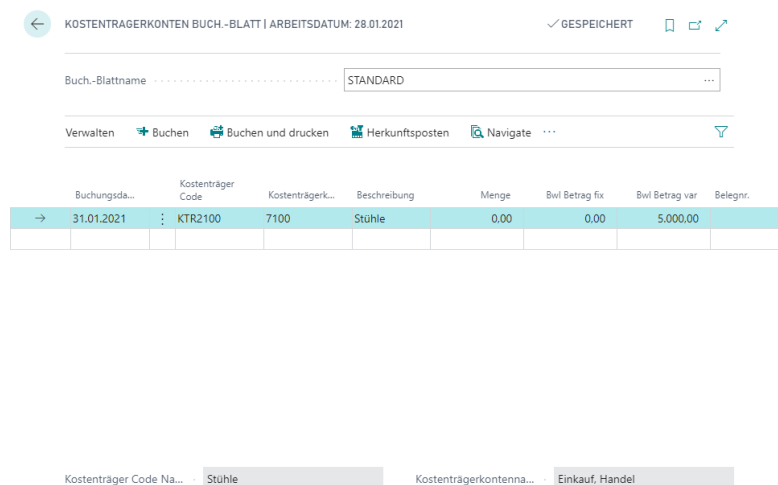 KOSTENTRÄGERKONTEN BUCH.-BLATT | ARBEITSDATUM: 28.01.2021
GESPEICHERT
Buch.-Blattname
STANDARD
Verwalten Buchen Buchen und drucken Herkunftsposten Navigate
Buchungsda... Kostenträger Code Kostenträgerk... Beschreibung Menge Bwl Betrag fix Bwl Betrag var Belegnr.
31.01.2021 KTR2100 7100 Stühle 0,00 0,00 5.000,00
Kostenträger Code Na... Stühle Kostenträgerkontenna... Einkauf, Handel